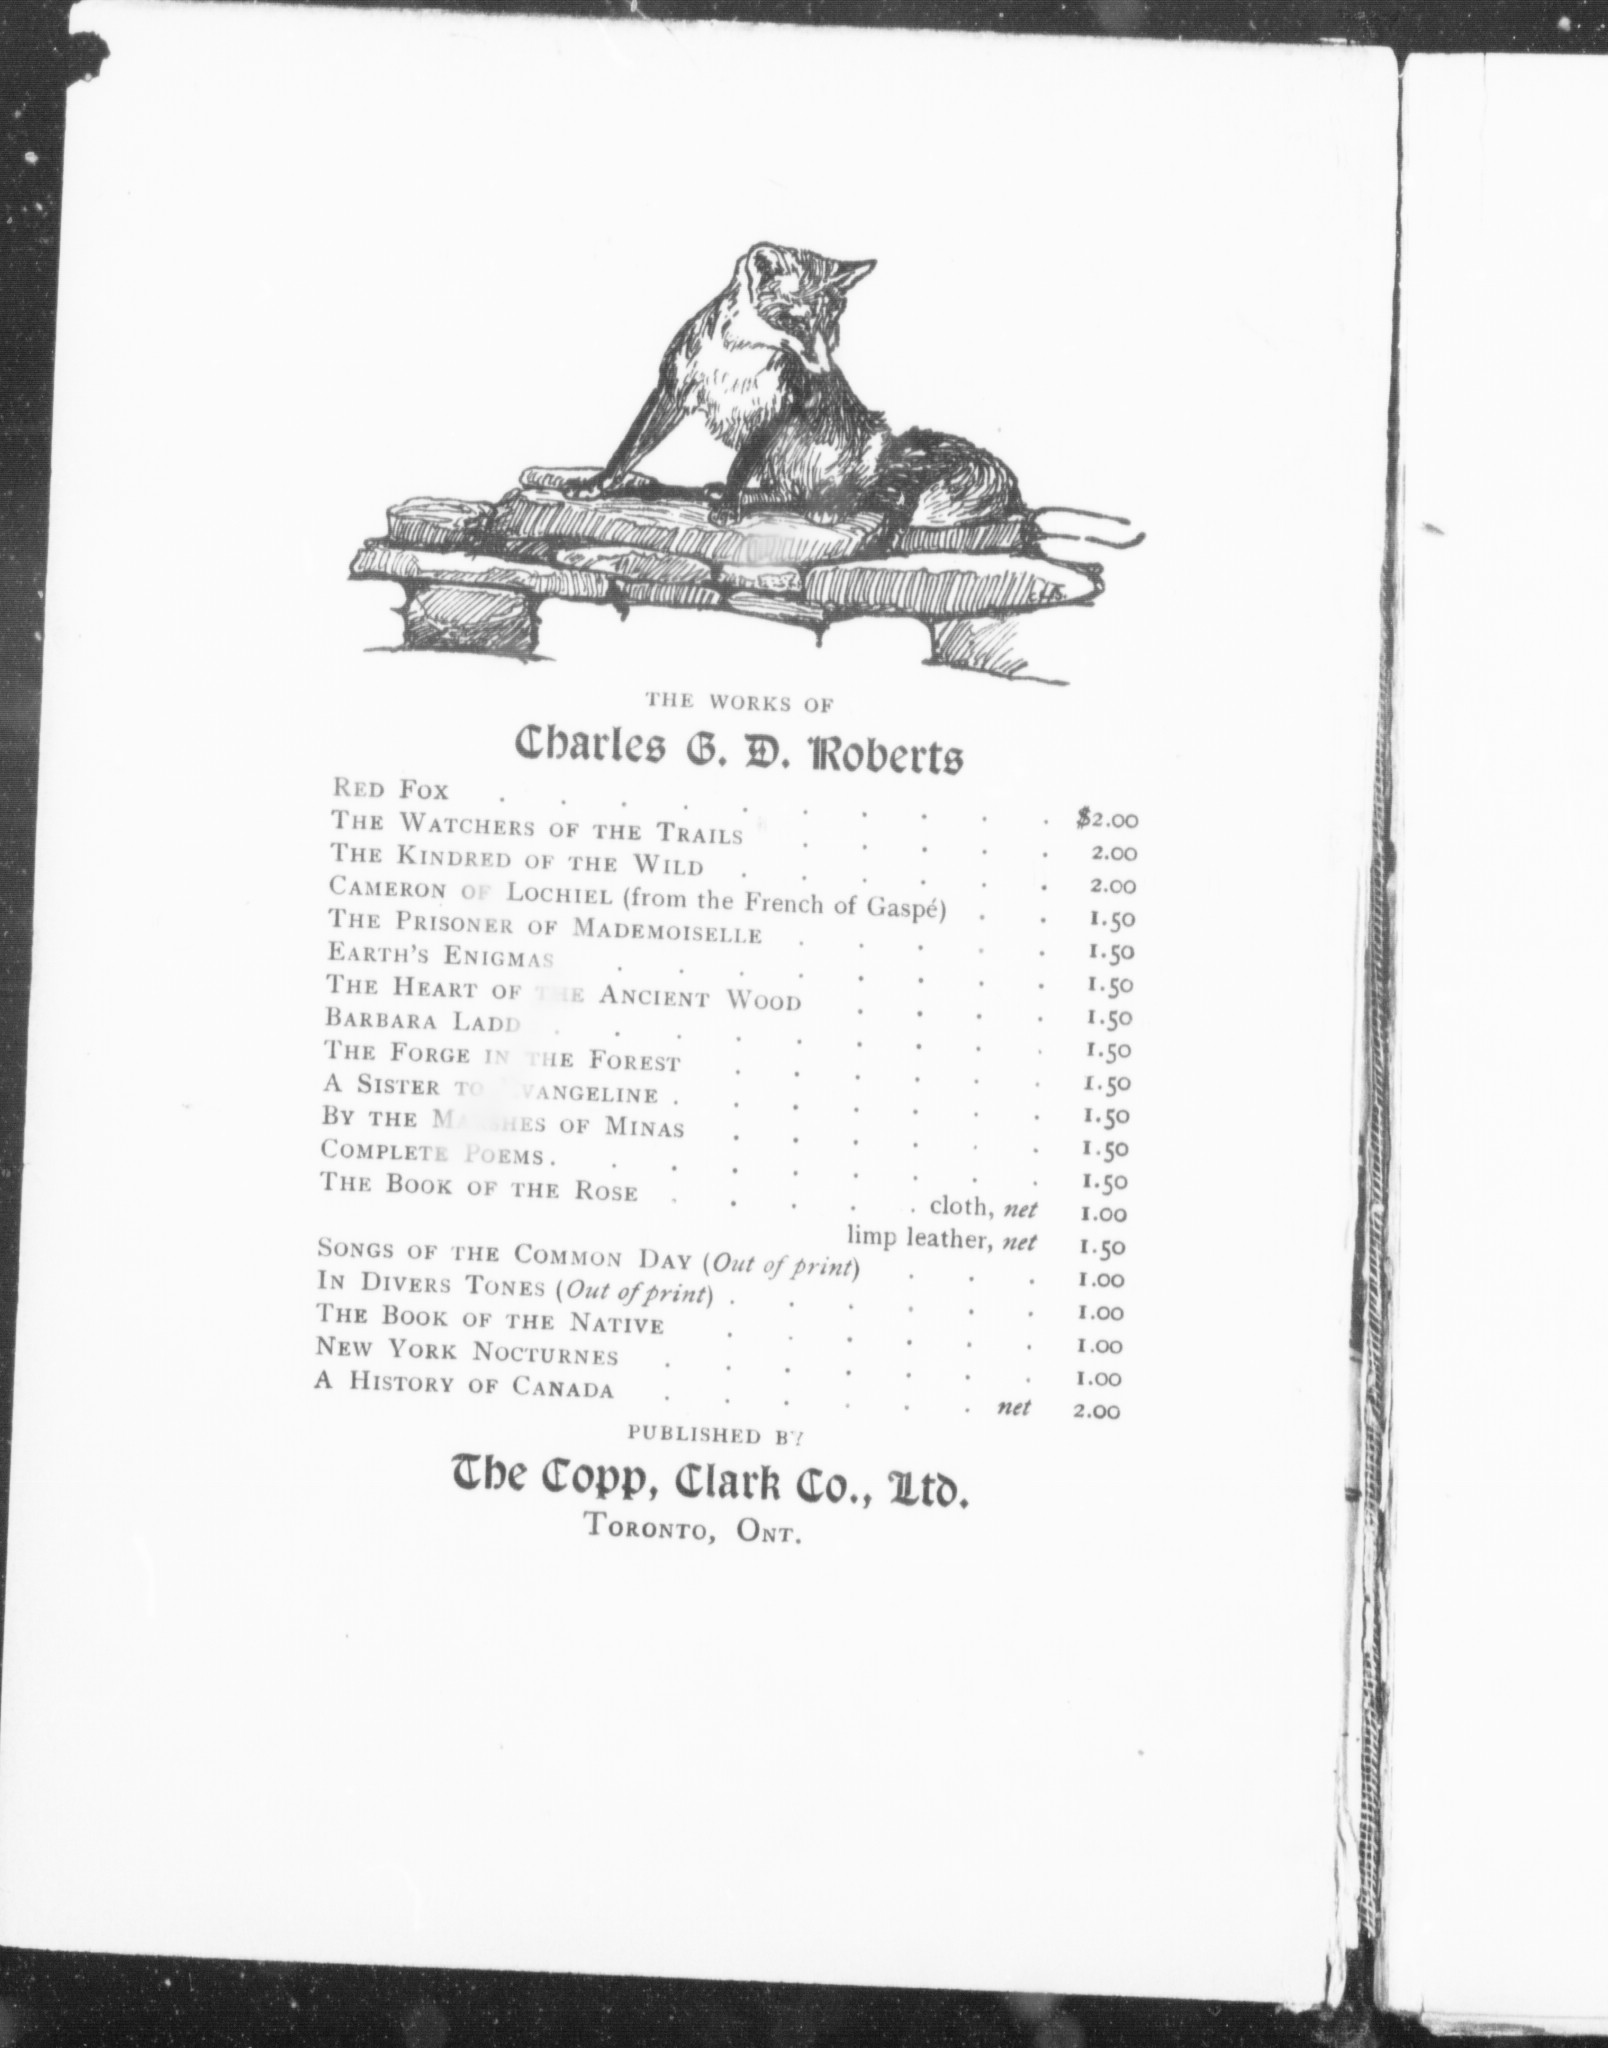 THE WORKS OF
Charles G. D. Roberts
RED FOX . . . . . . . . . . $2.00
THE WATCHERS OF THE TRAILS . . . . . 2.00
THE KINDRED OF THE WILD . . . . . . 2.00
CAMERON OF LOCHIEL (from the French of Gaspé) . . 1.50
THE PRISONER OF MADEMOISELLE . . . . . 1.50
EARTH'S ENIGMAS . . . . . . . . 1.50
THE HEART OF THE ANCIENT WOOD . . . . 1.50
BARBARA LADD . . . . . . . . . 1.50
THE FORGE IN THE FOREST . . . . . . 1.50
A SISTER TO EVANGELINE . . . . . . . 1.50
BY THE MARSHES OF MINAS . . . . . . 1.50
COMPLETE POEMS . . . . . . . . . 1.50
THE BOOK OF THE ROSE . . . . . cloth, net 1.00
limp leather, net 1.50
SONGS OF THE COMMON DAY (Out of print) . . . 1.00
IN DIVERS TONES (Out of print) . . . . . . 1.00
THE BOOK OF THE NATIVE . . . . . . 1.00
NEW YORK NOCTURNES . . . . . . . 1.00
A HISTORY OF CANADA . . . . . . net 2.00
PUBLISHED BY
The Copp, Clark Co., Ltd.
TORONTO, ONT.